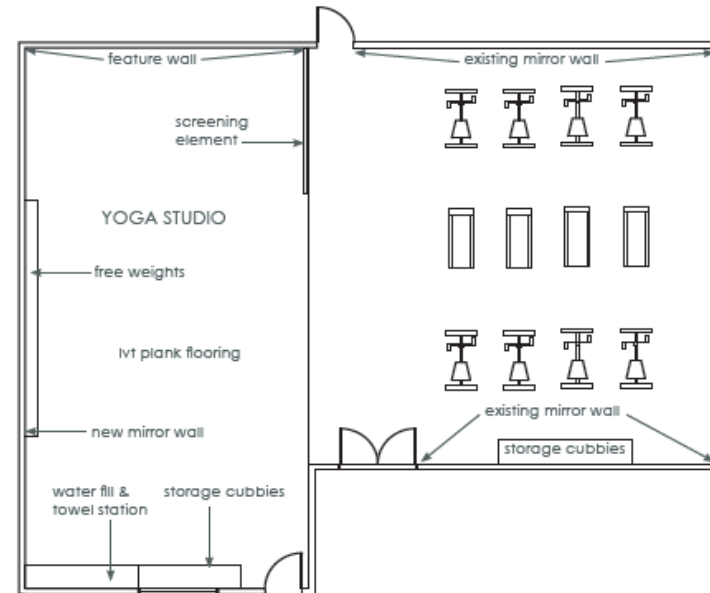 feature wall
existing mirror wall
screening
element
YOGA STUDIO
free weights
lvt plank flooring
existing mirror wall
new mirror wall
storage cubbies
water fill &
towel station
storage cubbies